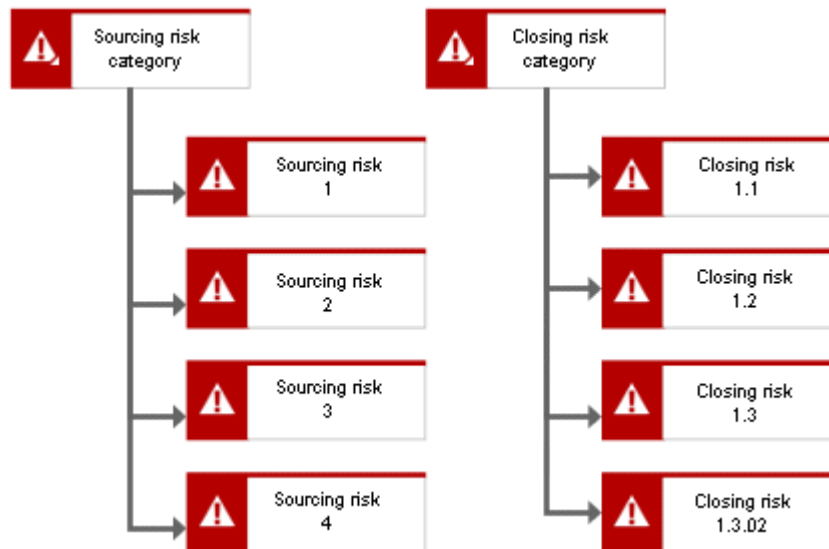 Sourcing risk
category
Sourcing risk
1
Sourcing risk
2
Sourcing risk
3
Sourcing risk
4
Closing risk
category
Closing risk
1.1
Closing risk
1.2
Closing risk
1.3
Closing risk
1.3.02